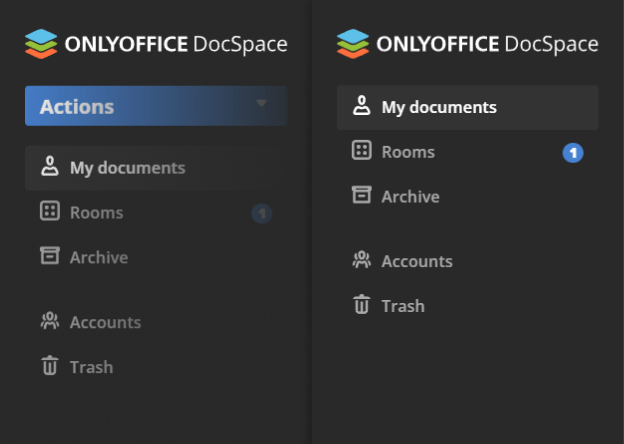 ONLYOFFICE DocSpace
Actions
My documents
Rooms 1
Archive
Accounts
Trash
ONLYOFFICE DocSpace
My documents
Rooms 1
Archive
Accounts
Trash